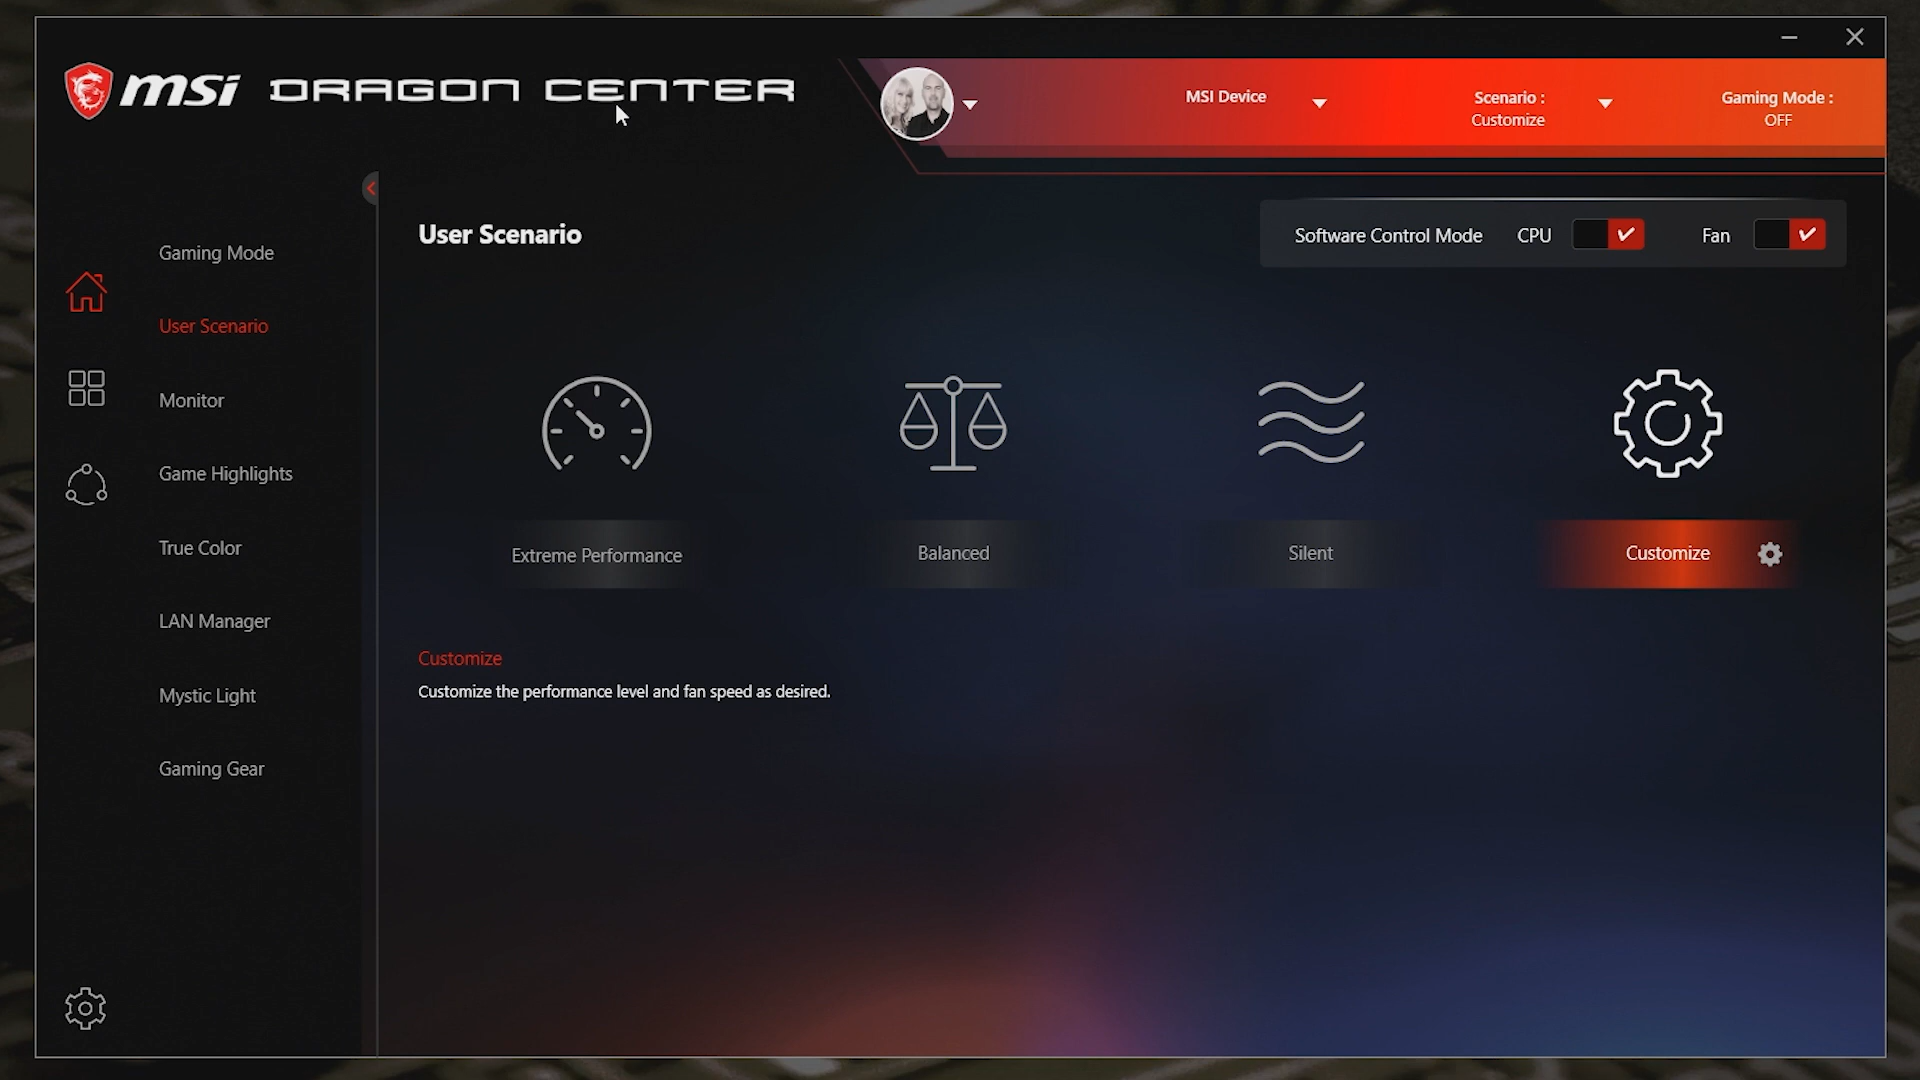 msi DRAGON CENTER
MSI Device
Scenario :
Customize
Gaming Mode :
OFF
Gaming Mode
User Scenario
Monitor
Game Highlights
True Color
LAN Manager
Mystic Light
Gaming Gear
User Scenario
Software Control Mode CPU Fan
Extreme Performance
Balanced
Silent
Customize
Customize
Customize the performance level and fan speed as desired.